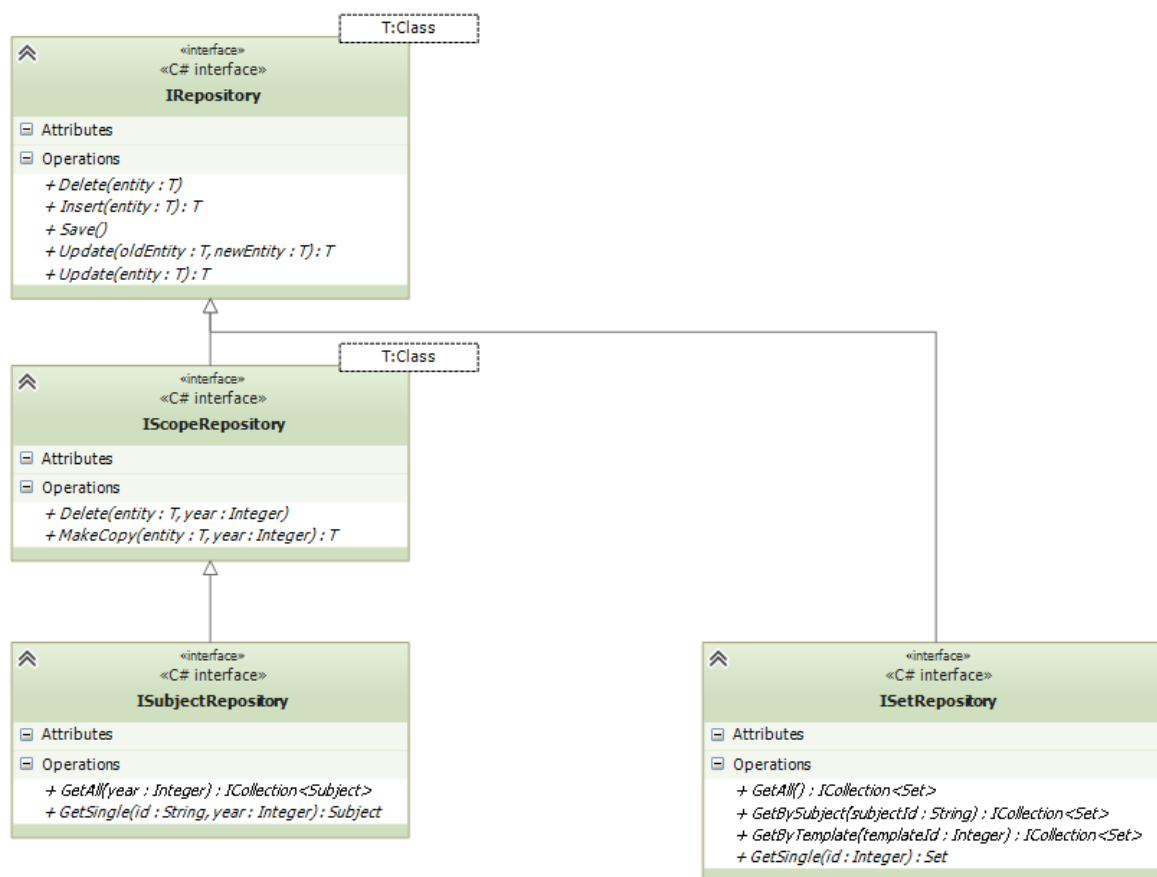 T:Class
«interface»
«C# interface»
IRepository
Attributes
Operations
+ Delete(entity : T)
+ Insert(entity : T) : T
+ Save()
+ Update(oldEntity : T, newEntity : T) : T
+ Update(entity : T) : T
T:Class
«interface»
«C# interface»
IScopeRepository
Attributes
Operations
+ Delete(entity : T, year : Integer)
+ MakeCopy(entity : T, year : Integer) : T
«interface»
«C# interface»
ISubjectRepository
Attributes
Operations
+ GetAll(year : Integer) : ICollection<Subject>
+ GetSingle(id : String, year : Integer) : Subject
«interface»
«C# interface»
ISetRepository
Attributes
Operations
+ GetAll() : ICollection<Set>
+ GetBySubject(subjectId : String) : ICollection<Set>
+ GetByTemplate(templateId : Integer) : ICollection<Set>
+ GetSingle(id : Integer) : Set